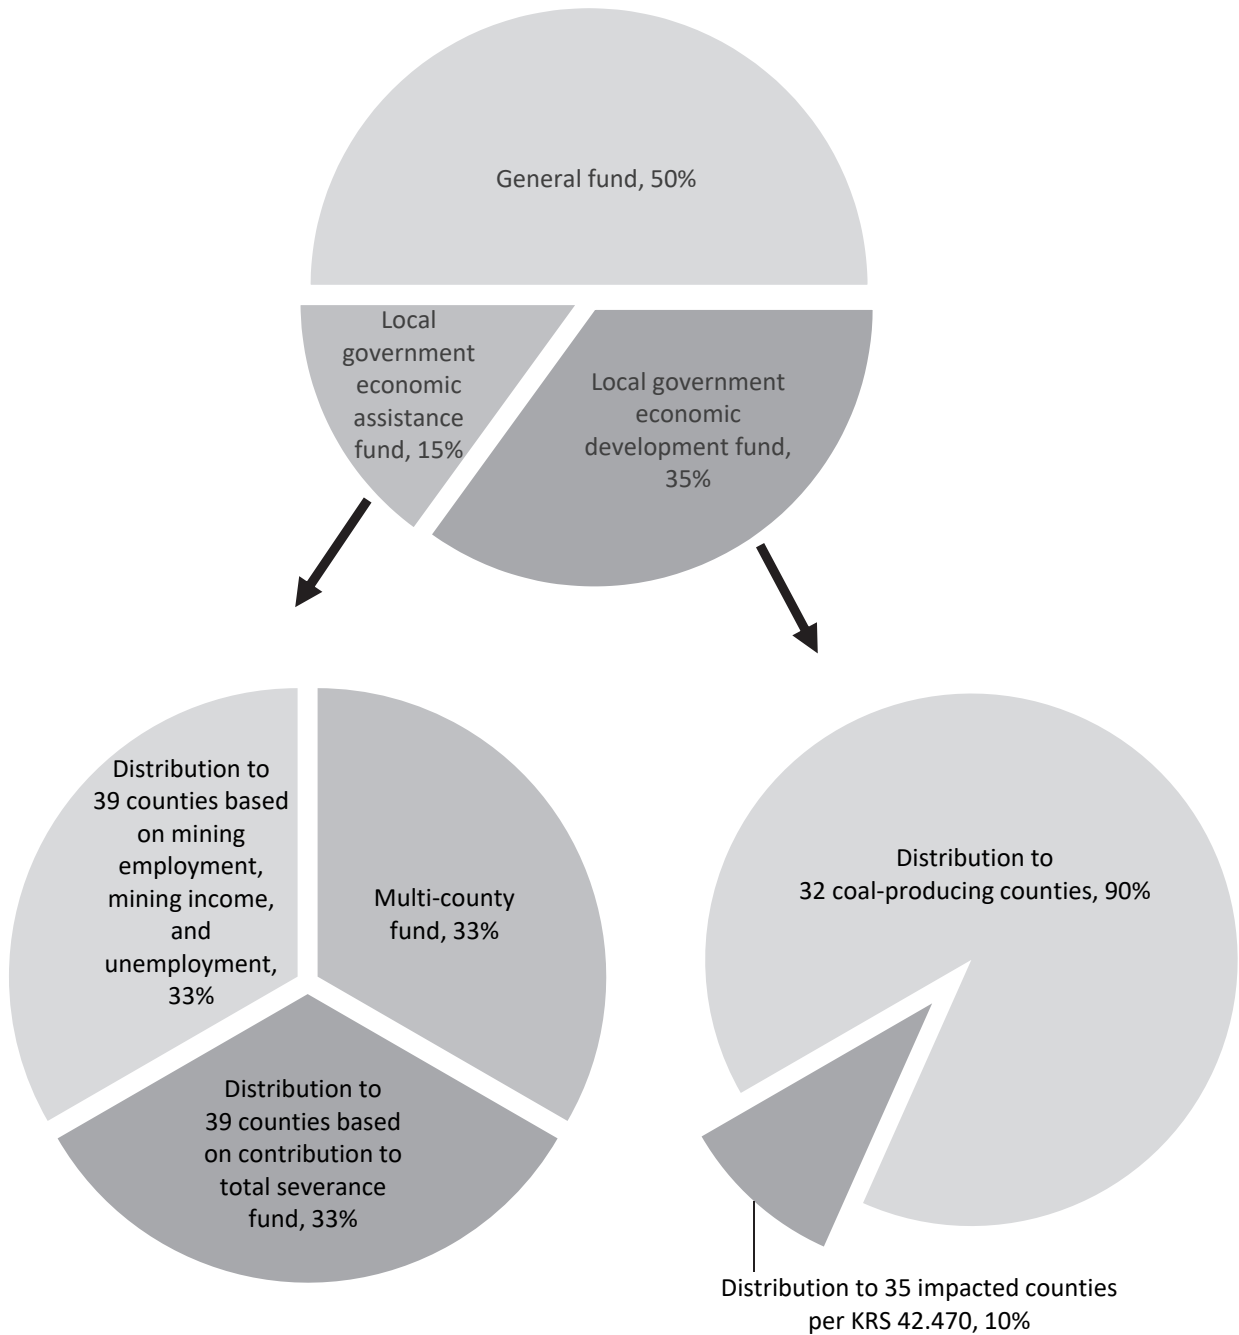 General fund, 50%
Local
government
economic
assistance
fund, 15%
Local government
economic
development fund,
35%
Distribution to
39 counties based
on mining
employment,
mining income,
and
unemployment,
33%
Multi-county
fund, 33%
Distribution to
39 counties based
on contribution to
total severance
fund, 33%
Distribution to
32 coal-producing counties, 90%
Distribution to 35 impacted counties
per KRS 42.470, 10%